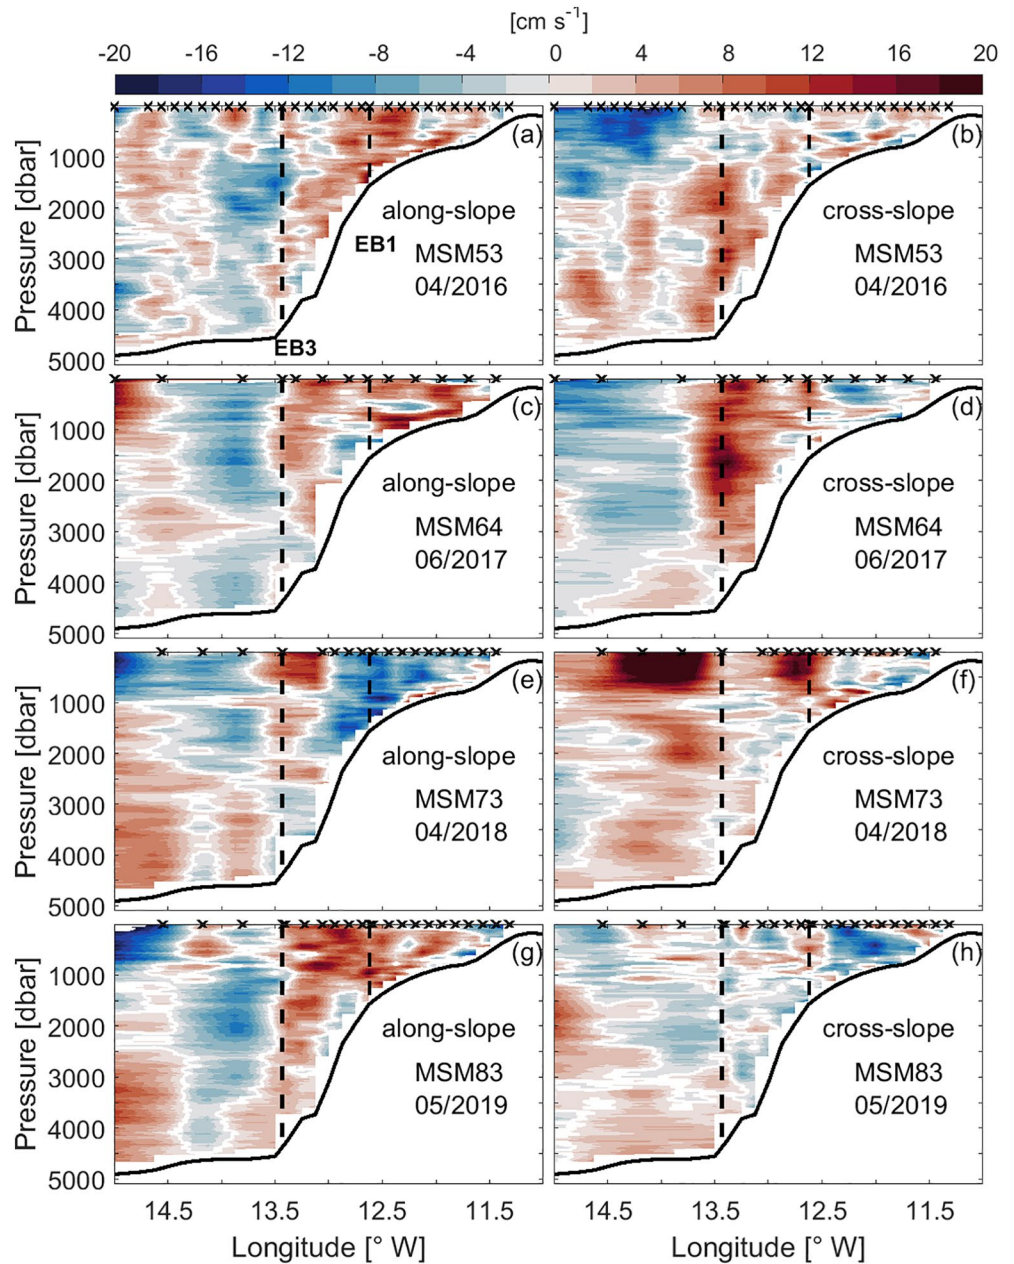 [cm s-1]
-20 -16 -12 -8 -4 0 4 8 12 16 20
Pressure [dbar]
1000
2000
3000
4000
5000
(a)
along-slope
EB1
MSM53
04/2016
EB3
(b)
cross-slope
MSM53
04/2016
Pressure [dbar]
1000
2000
3000
4000
5000
(c)
along-slope
MSM64
06/2017
(d)
cross-slope
MSM64
06/2017
Pressure [dbar]
1000
2000
3000
4000
5000
(e)
along-slope
MSM73
04/2018
(f)
cross-slope
MSM73
04/2018
Pressure [dbar]
1000
2000
3000
4000
5000
(g)
along-slope
MSM83
05/2019
(h)
cross-slope
MSM83
05/2019
14.5 13.5 12.5 11.5 14.5 13.5 12.5 11.5
Longitude [° W] Longitude [° W]